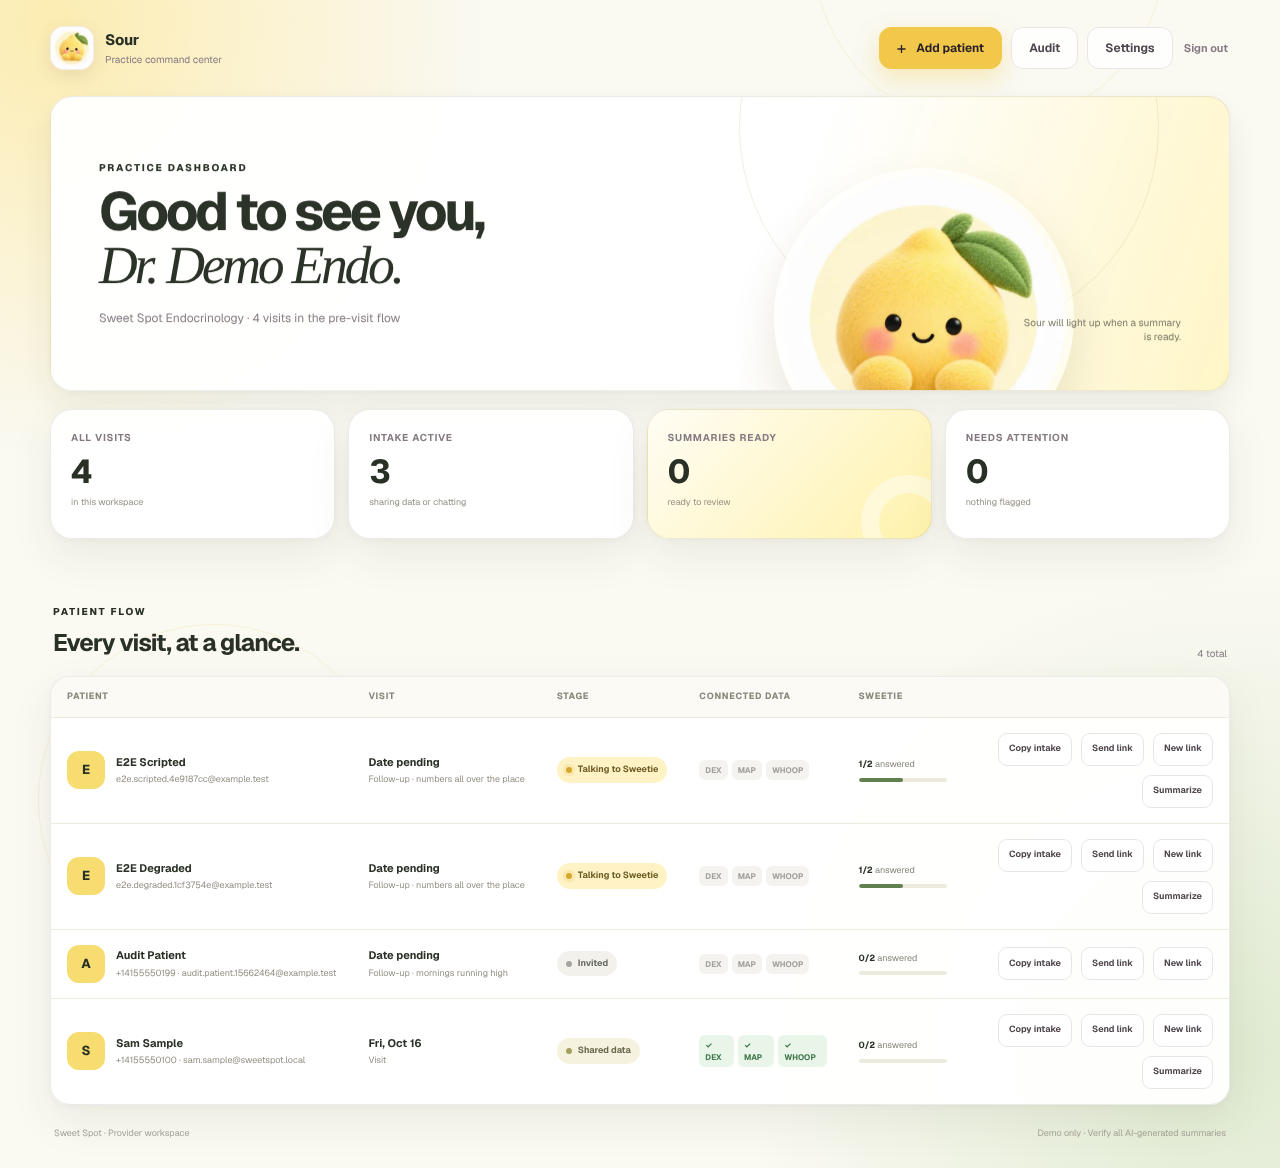 Sour
Practice command center
+ Add patient
Audit
Settings
Sign out
PRACTICE DASHBOARD
Good to see you,
Dr. Demo Endo.
Sweet Spot Endocrinology · 4 visits in the pre-visit flow
Sour will light up when a summary
is ready.
ALL VISITS
4
in this workspace
INTAKE ACTIVE
3
sharing data or chatting
SUMMARIES READY
0
ready to review
NEEDS ATTENTION
0
nothing flagged
PATIENT FLOW
Every visit, at a glance.
4 total
PATIENT VISIT STAGE CONNECTED DATA SWEETIE
E
E2E Scripted
e2e.scripted.4e9187cc@example.test
Date pending
Follow-up · numbers all over the place
Talking to Sweetie
DEX MAP WHOOP
1/2 answered
Copy intake Send link New link
Summarize
E
E2E Degraded
e2e.degraded.1cf3754e@example.test
Date pending
Follow-up · numbers all over the place
Talking to Sweetie
DEX MAP WHOOP
1/2 answered
Copy intake Send link New link
Summarize
A
Audit Patient
+14155550199 · audit.patient.15662464@example.test
Date pending
Follow-up · mornings running high
Invited
DEX MAP WHOOP
0/2 answered
Copy intake Send link New link
S
Sam Sample
+14155550100 · sam.sample@sweetspot.local
Fri, Oct 16
Visit
Shared data
✓ DEX ✓ MAP ✓ WHOOP
0/2 answered
Copy intake Send link New link
Summarize
Sweet Spot · Provider workspace
Demo only · Verify all AI-generated summaries